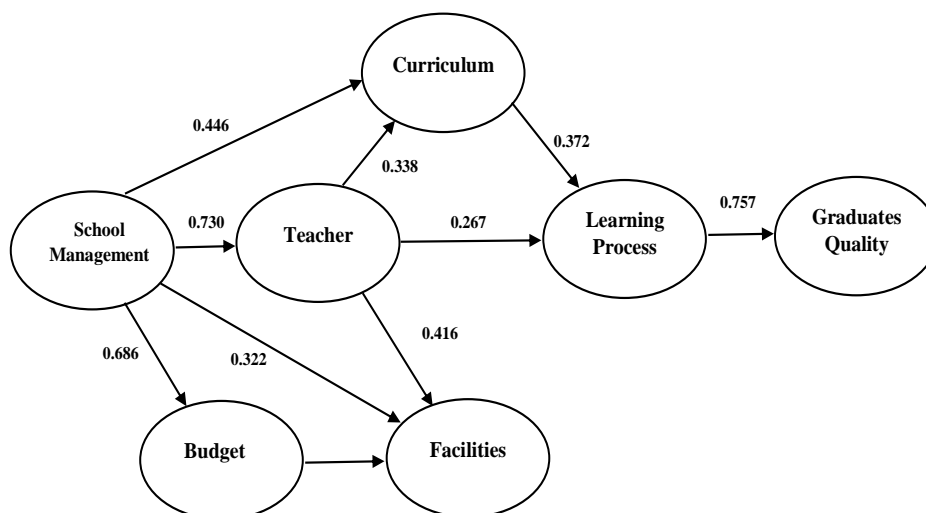 Curriculum
0.446
0.372
0.338
School
Management
0.730
Teacher
0.267
Learning
Process
0.757
Graduates
Quality
0.686
0.322
0.416
Budget
Facilities